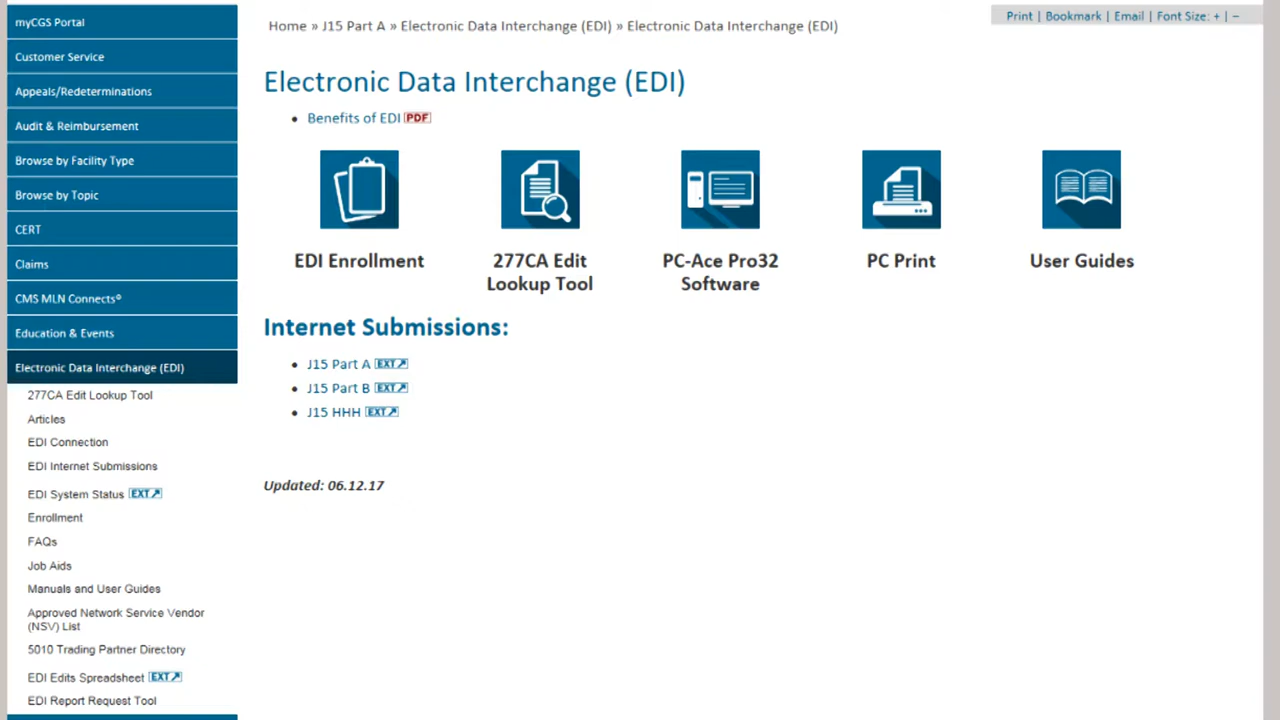 myCGS Portal
Customer Service
Appeals/Redeterminations
Audit & Reimbursement
Browse by Facility Type
Browse by Topic
CERT
Claims
CMS MLN Connects®
Education & Events
Electronic Data Interchange (EDI)
277CA Edit Lookup Tool
Articles
EDI Connection
EDI Internet Submissions
EDI System Status EXT
Enrollment
FAQs
Job Aids
Manuals and User Guides
Approved Network Service Vendor
(NSV) List
5010 Trading Partner Directory
EDI Edits Spreadsheet EXT
EDI Report Request Tool
Home » J15 Part A » Electronic Data Interchange (EDI) » Electronic Data Interchange (EDI)
Print | Bookmark | Email | Font Size: + | –
Electronic Data Interchange (EDI)
• Benefits of EDI PDF
EDI Enrollment
277CA Edit
Lookup Tool
PC-Ace Pro32
Software
PC Print
User Guides
Internet Submissions:
• J15 Part A EXT
• J15 Part B EXT
• J15 HHH EXT
Updated: 06.12.17